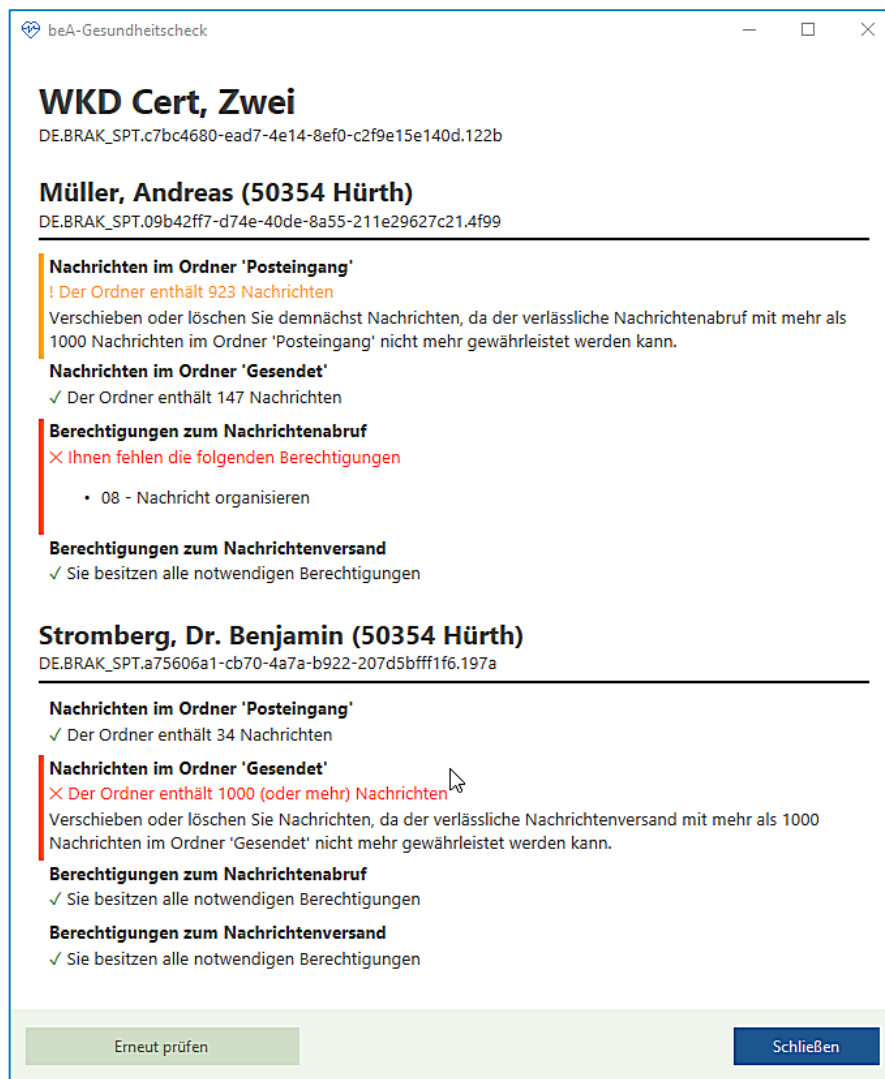 beA-Gesundheitscheck
WKD Cert, Zwei
DE.BRAK_SPT.c7bc4680-ead7-4e14-8ef0-c2f9e15e140d.122b
Müller, Andreas (50354 Hürth)
DE.BRAK_SPT.09b42ff7-d74e-40de-8a55-211e29627c21.4f99
Nachrichten im Ordner 'Posteingang'
! Der Ordner enthält 923 Nachrichten
Verschieben oder löschen Sie demnächst Nachrichten, da der verlässliche Nachrichtenabruf mit mehr als
1000 Nachrichten im Ordner 'Posteingang' nicht mehr gewährleistet werden kann.
Nachrichten im Ordner 'Gesendet'
✓ Der Ordner enthält 147 Nachrichten
Berechtigungen zum Nachrichtenabruf
✕ Ihnen fehlen die folgenden Berechtigungen
• 08 - Nachricht organisieren
Berechtigungen zum Nachrichtenversand
✓ Sie besitzen alle notwendigen Berechtigungen
Stromberg, Dr. Benjamin (50354 Hürth)
DE.BRAK_SPT.a75606a1-cb70-4a7a-b922-207d5bfff1f6.197a
Nachrichten im Ordner 'Posteingang'
✓ Der Ordner enthält 34 Nachrichten
Nachrichten im Ordner 'Gesendet'
✕ Der Ordner enthält 1000 (oder mehr) Nachrichten
Verschieben oder löschen Sie Nachrichten, da der verlässliche Nachrichtenversand mit mehr als 1000
Nachrichten im Ordner 'Gesendet' nicht mehr gewährleistet werden kann.
Berechtigungen zum Nachrichtenabruf
✓ Sie besitzen alle notwendigen Berechtigungen
Berechtigungen zum Nachrichtenversand
✓ Sie besitzen alle notwendigen Berechtigungen
Erneut prüfen
Schließen